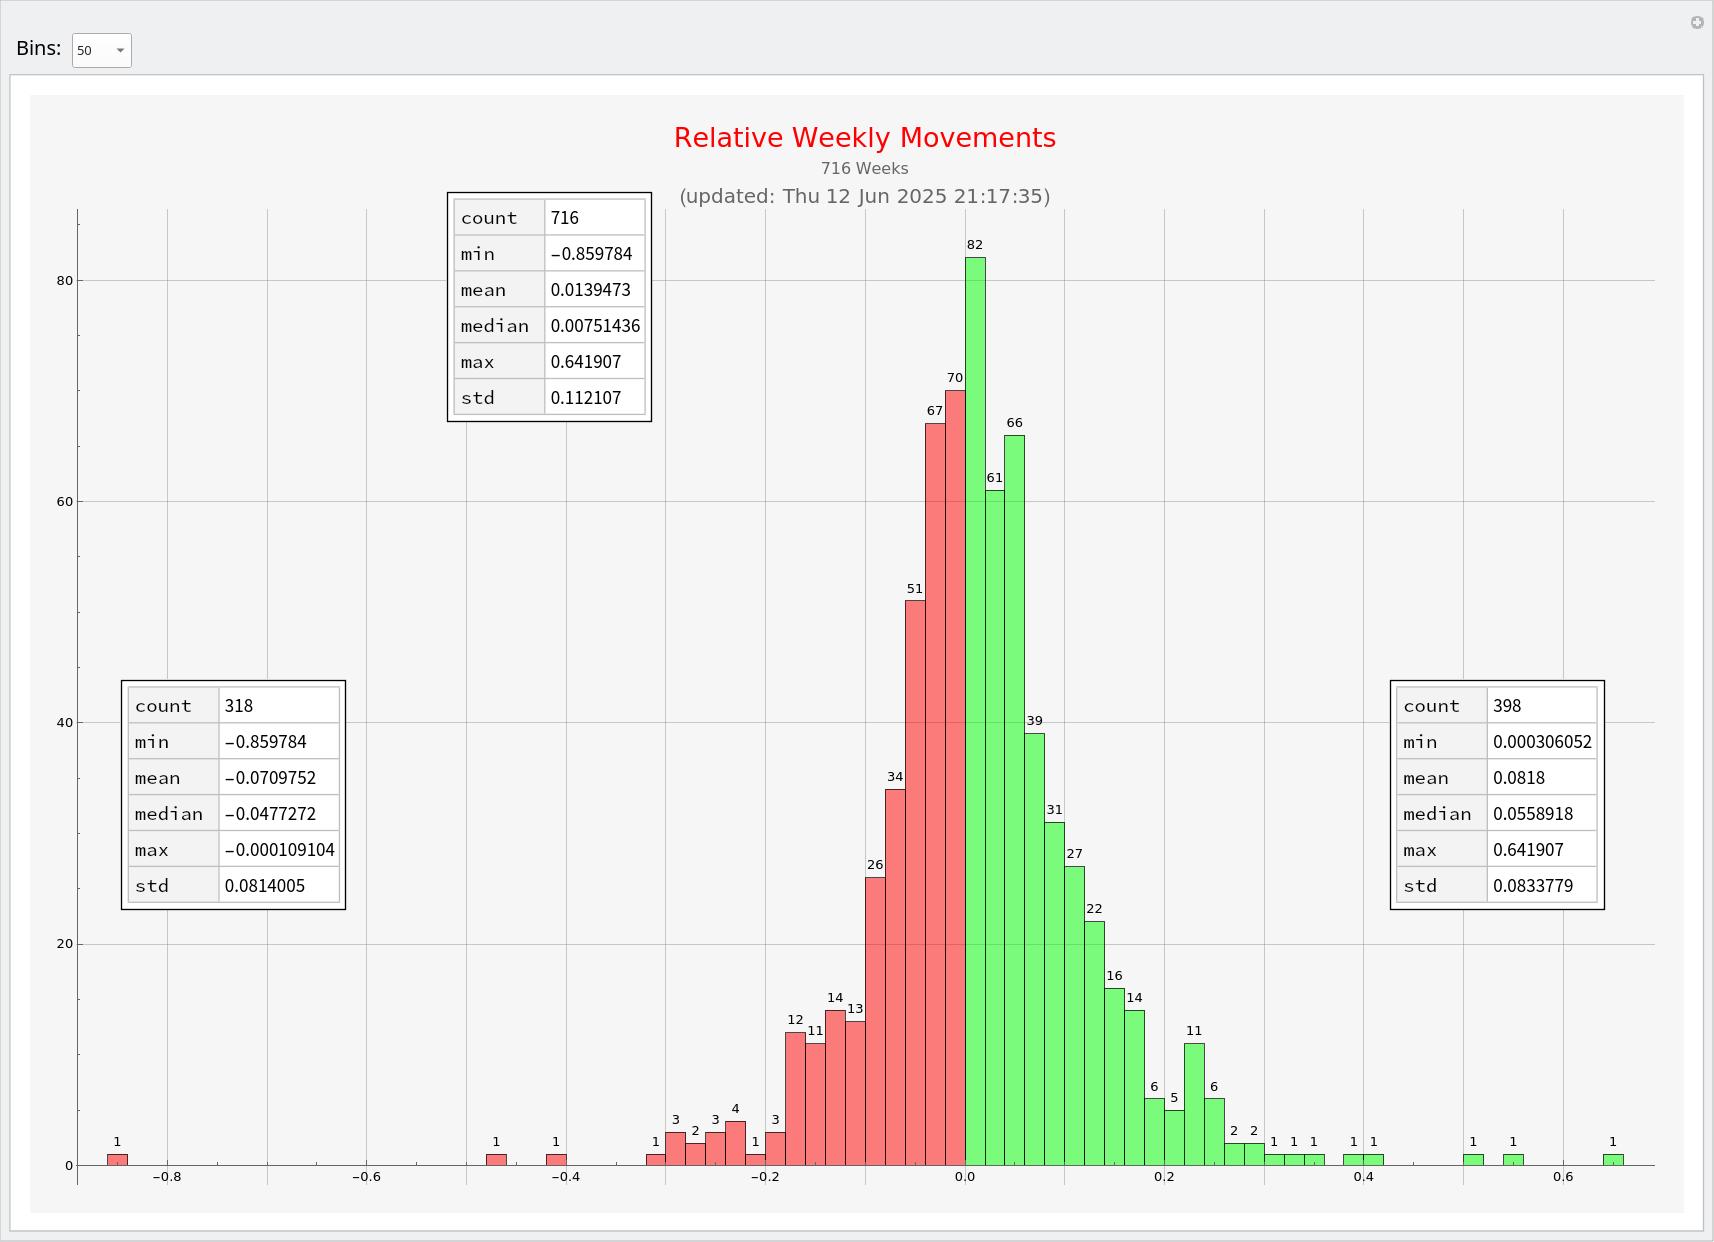 Bins: 50
Relative Weekly Movements
716 Weeks
(updated: Thu 12 Jun 2025 21:17:35)
count 716
min −0.859784
mean 0.0139473
median 0.00751436
max 0.641907
std 0.112107
count 318
min −0.859784
mean −0.0709752
median −0.0477272
max −0.000109104
std 0.0814005
count 398
min 0.000306052
mean 0.0818
median 0.0558918
max 0.641907
std 0.0833779
80
60
40
20
0
1 1 1 1 3 2 3 4 1 3 12 11 14 13 26 34 51 67 70 82 61 66 39 31 27 22 16 14 6 5 11 6 2 2 1 1 1 1 1 1 1 1
−0.8 −0.6 −0.4 −0.2 0.0 0.2 0.4 0.6